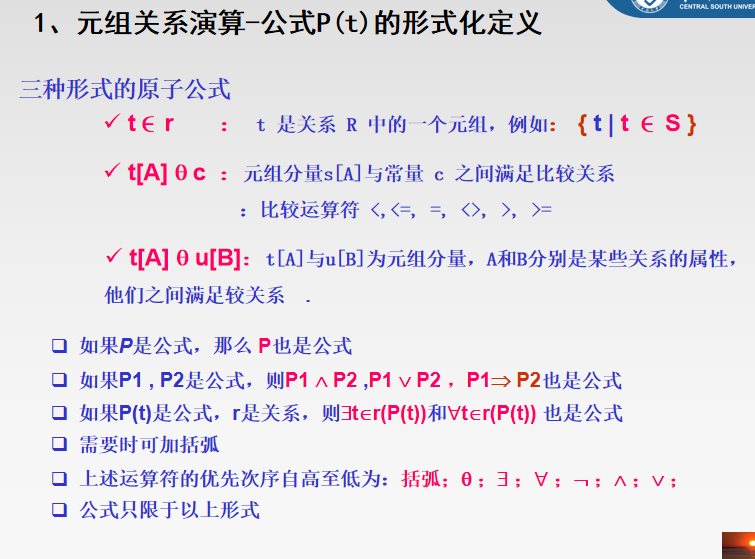 CENTRAL SOUTH UNIVER
1、元组关系演算-公式P(t)的形式化定义
三种形式的原子公式
✓ t∈ r ： t 是关系 R 中的一个元组，例如： { t | t ∈ S }
✓ t[A] θ c ：元组分量s[A]与常量 c 之间满足比较关系
：比较运算符 <,<=, =, <>, >, >=
✓ t[A] θ u[B]：t[A]与u[B]为元组分量，A和B分别是某些关系的属性，
他们之间满足较关系 .
❑ 如果P是公式，那么 P也是公式
❑ 如果P1 , P2是公式，则P1 ∧ P2 ,P1 ∨ P2 ，P1⇒ P2也是公式
❑ 如果P(t)是公式，r是关系，则∃t∈r(P(t))和∀t∈r(P(t)) 也是公式
❑ 需要时可加括弧
❑ 上述运算符的优先次序自高至低为：括弧；θ；∃；∀；¬；∧；∨；
❑ 公式只限于以上形式